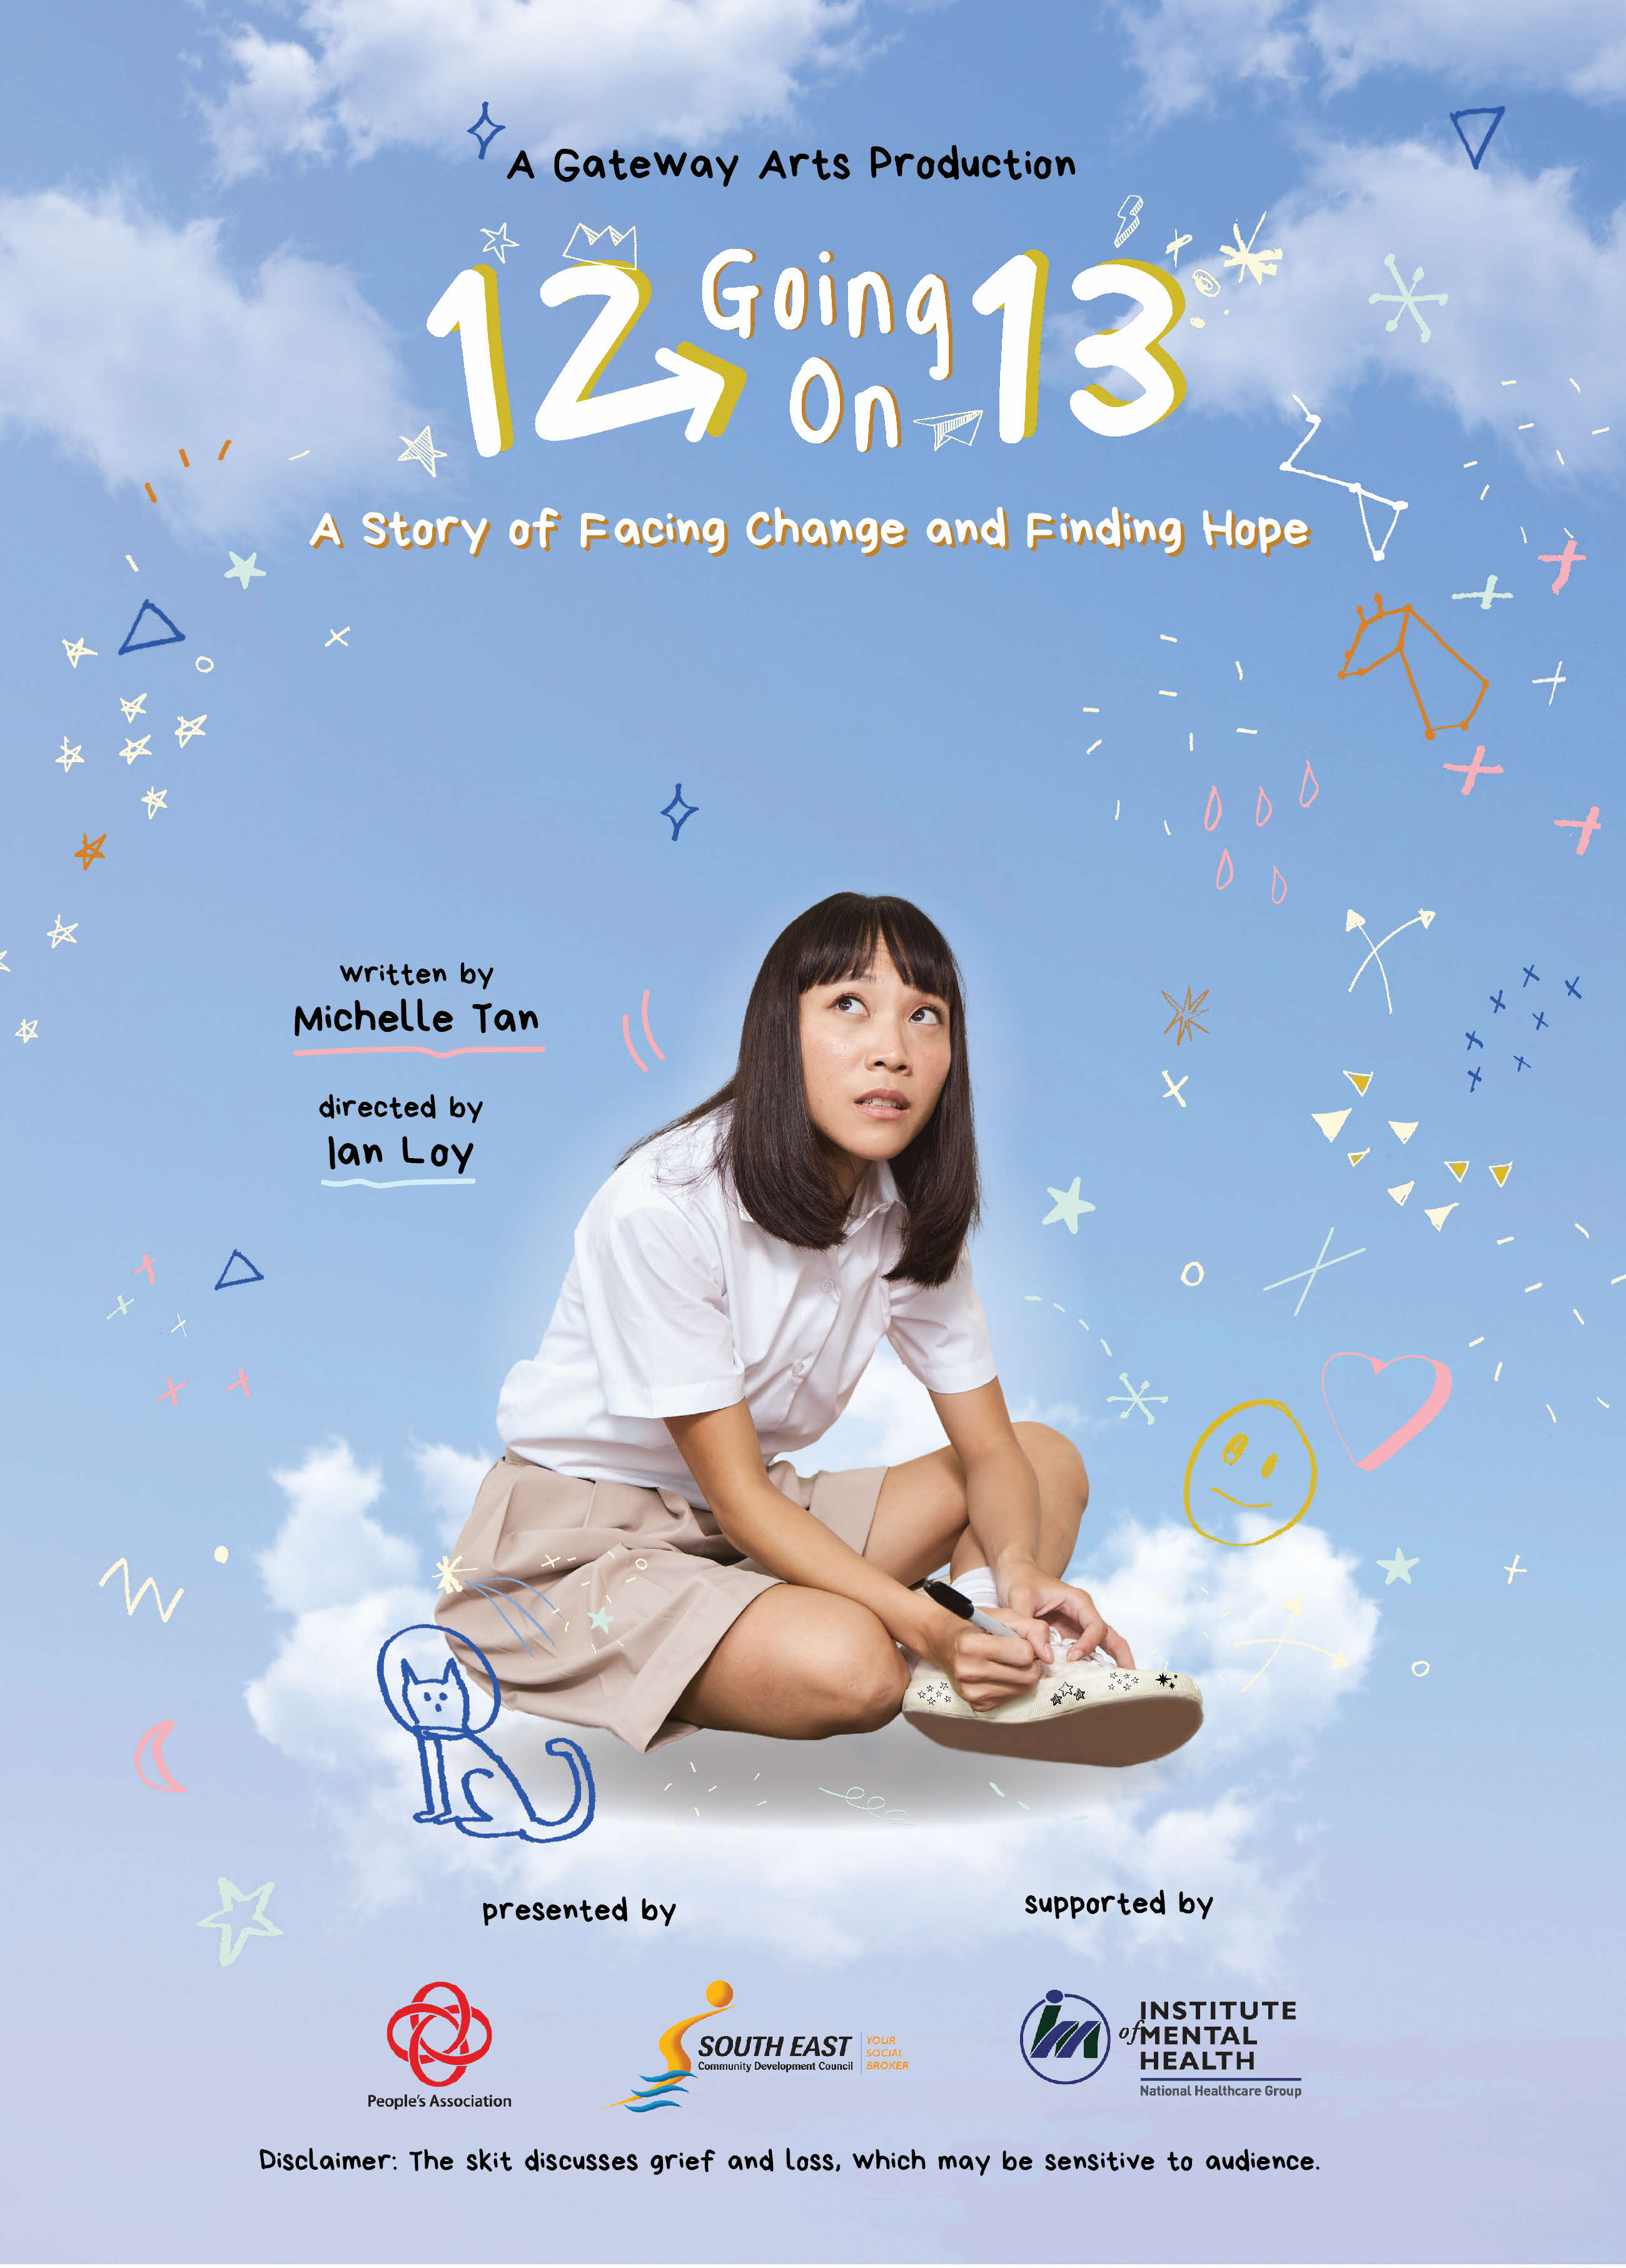 A Gateway Arts Production
12 Going On 13
A Story of Facing Change and Finding Hope
written by
Michelle Tan
directed by
Ian Loy
presented by
supported by
People's Association
SOUTH EAST
Community Development Council
YOUR
SOCIAL
BROKER
im
INSTITUTE
of MENTAL
HEALTH
National Healthcare Group
Disclaimer: The skit discusses grief and loss, which may be sensitive to audience.